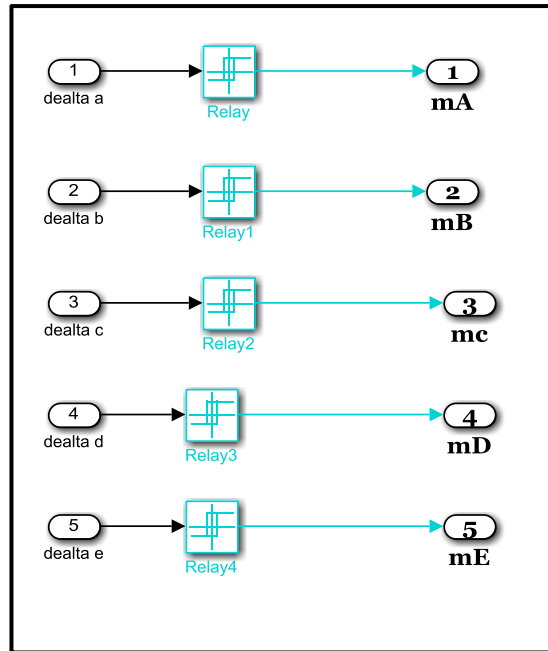 1
dealta a
Relay
1
mA
2
dealta b
Relay1
2
mB
3
dealta c
Relay2
3
mc
4
dealta d
Relay3
4
mD
5
dealta e
Relay4
5
mE